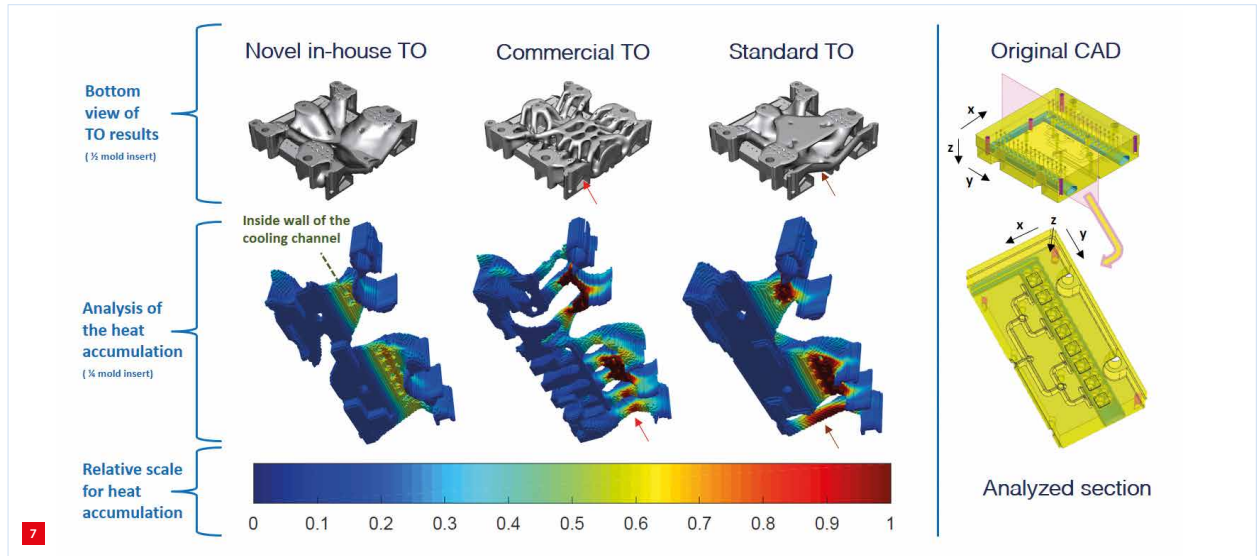 Novel in-house TO
Commercial TO
Standard TO
Original CAD
Bottom
view of
TO results
( ½ mold insert)
x
z
y
Inside wall of the
cooling channel
x
z
y
Analysis of
the heat
accumulation
( ¼ mold insert)
Relative scale
for heat
accumulation
0 0.1 0.2 0.3 0.4 0.5 0.6 0.7 0.8 0.9 1
Analyzed section
7